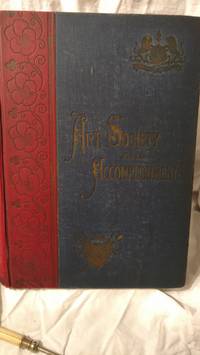 ART SOCIETY
AND
ACCOMPLISHMENTS